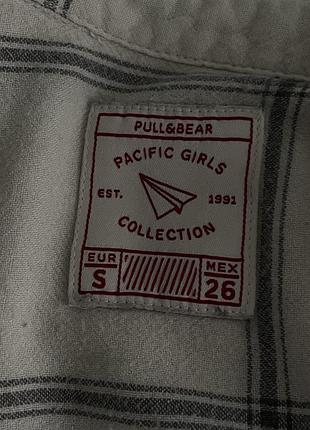 PULL&BEAR
PACIFIC GIRLS
EST. 1991
COLLECTION
EUR MEX
S 26